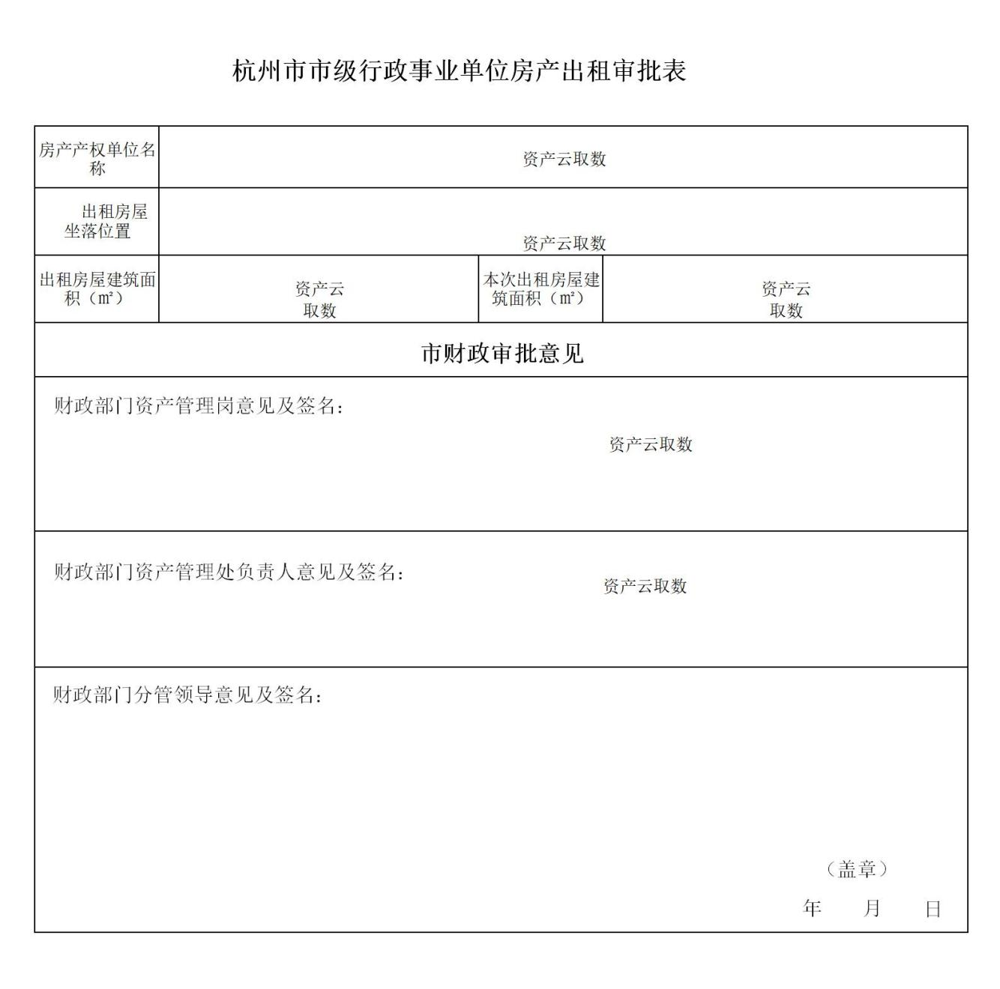 杭州市市级行政事业单位房产出租审批表
房产产权单位名
称
资产云取数
出租房屋
坐落位置
资产云取数
出租房屋建筑面
积（㎡）
资产云
取数
本次出租房屋建
筑面积（㎡）
资产云
取数
市财政审批意见
财政部门资产管理岗意见及签名：
资产云取数
财政部门资产管理处负责人意见及签名：
资产云取数
财政部门分管领导意见及签名：
（盖章）
年 月 日